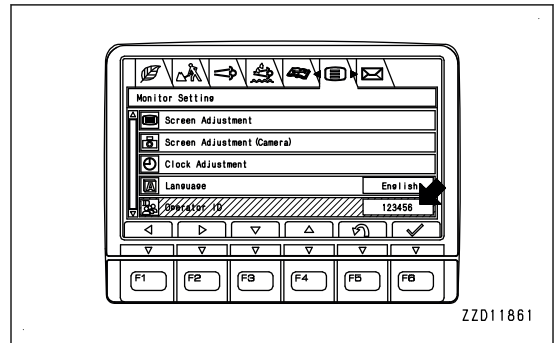 Monitor Setting
Screen Adjustment
Screen Adjustment (Camera)
Clock Adjustment
A Language English
ID Operator ID 123456
F1 F2 F3 F4 F5 F6
ZZD11861